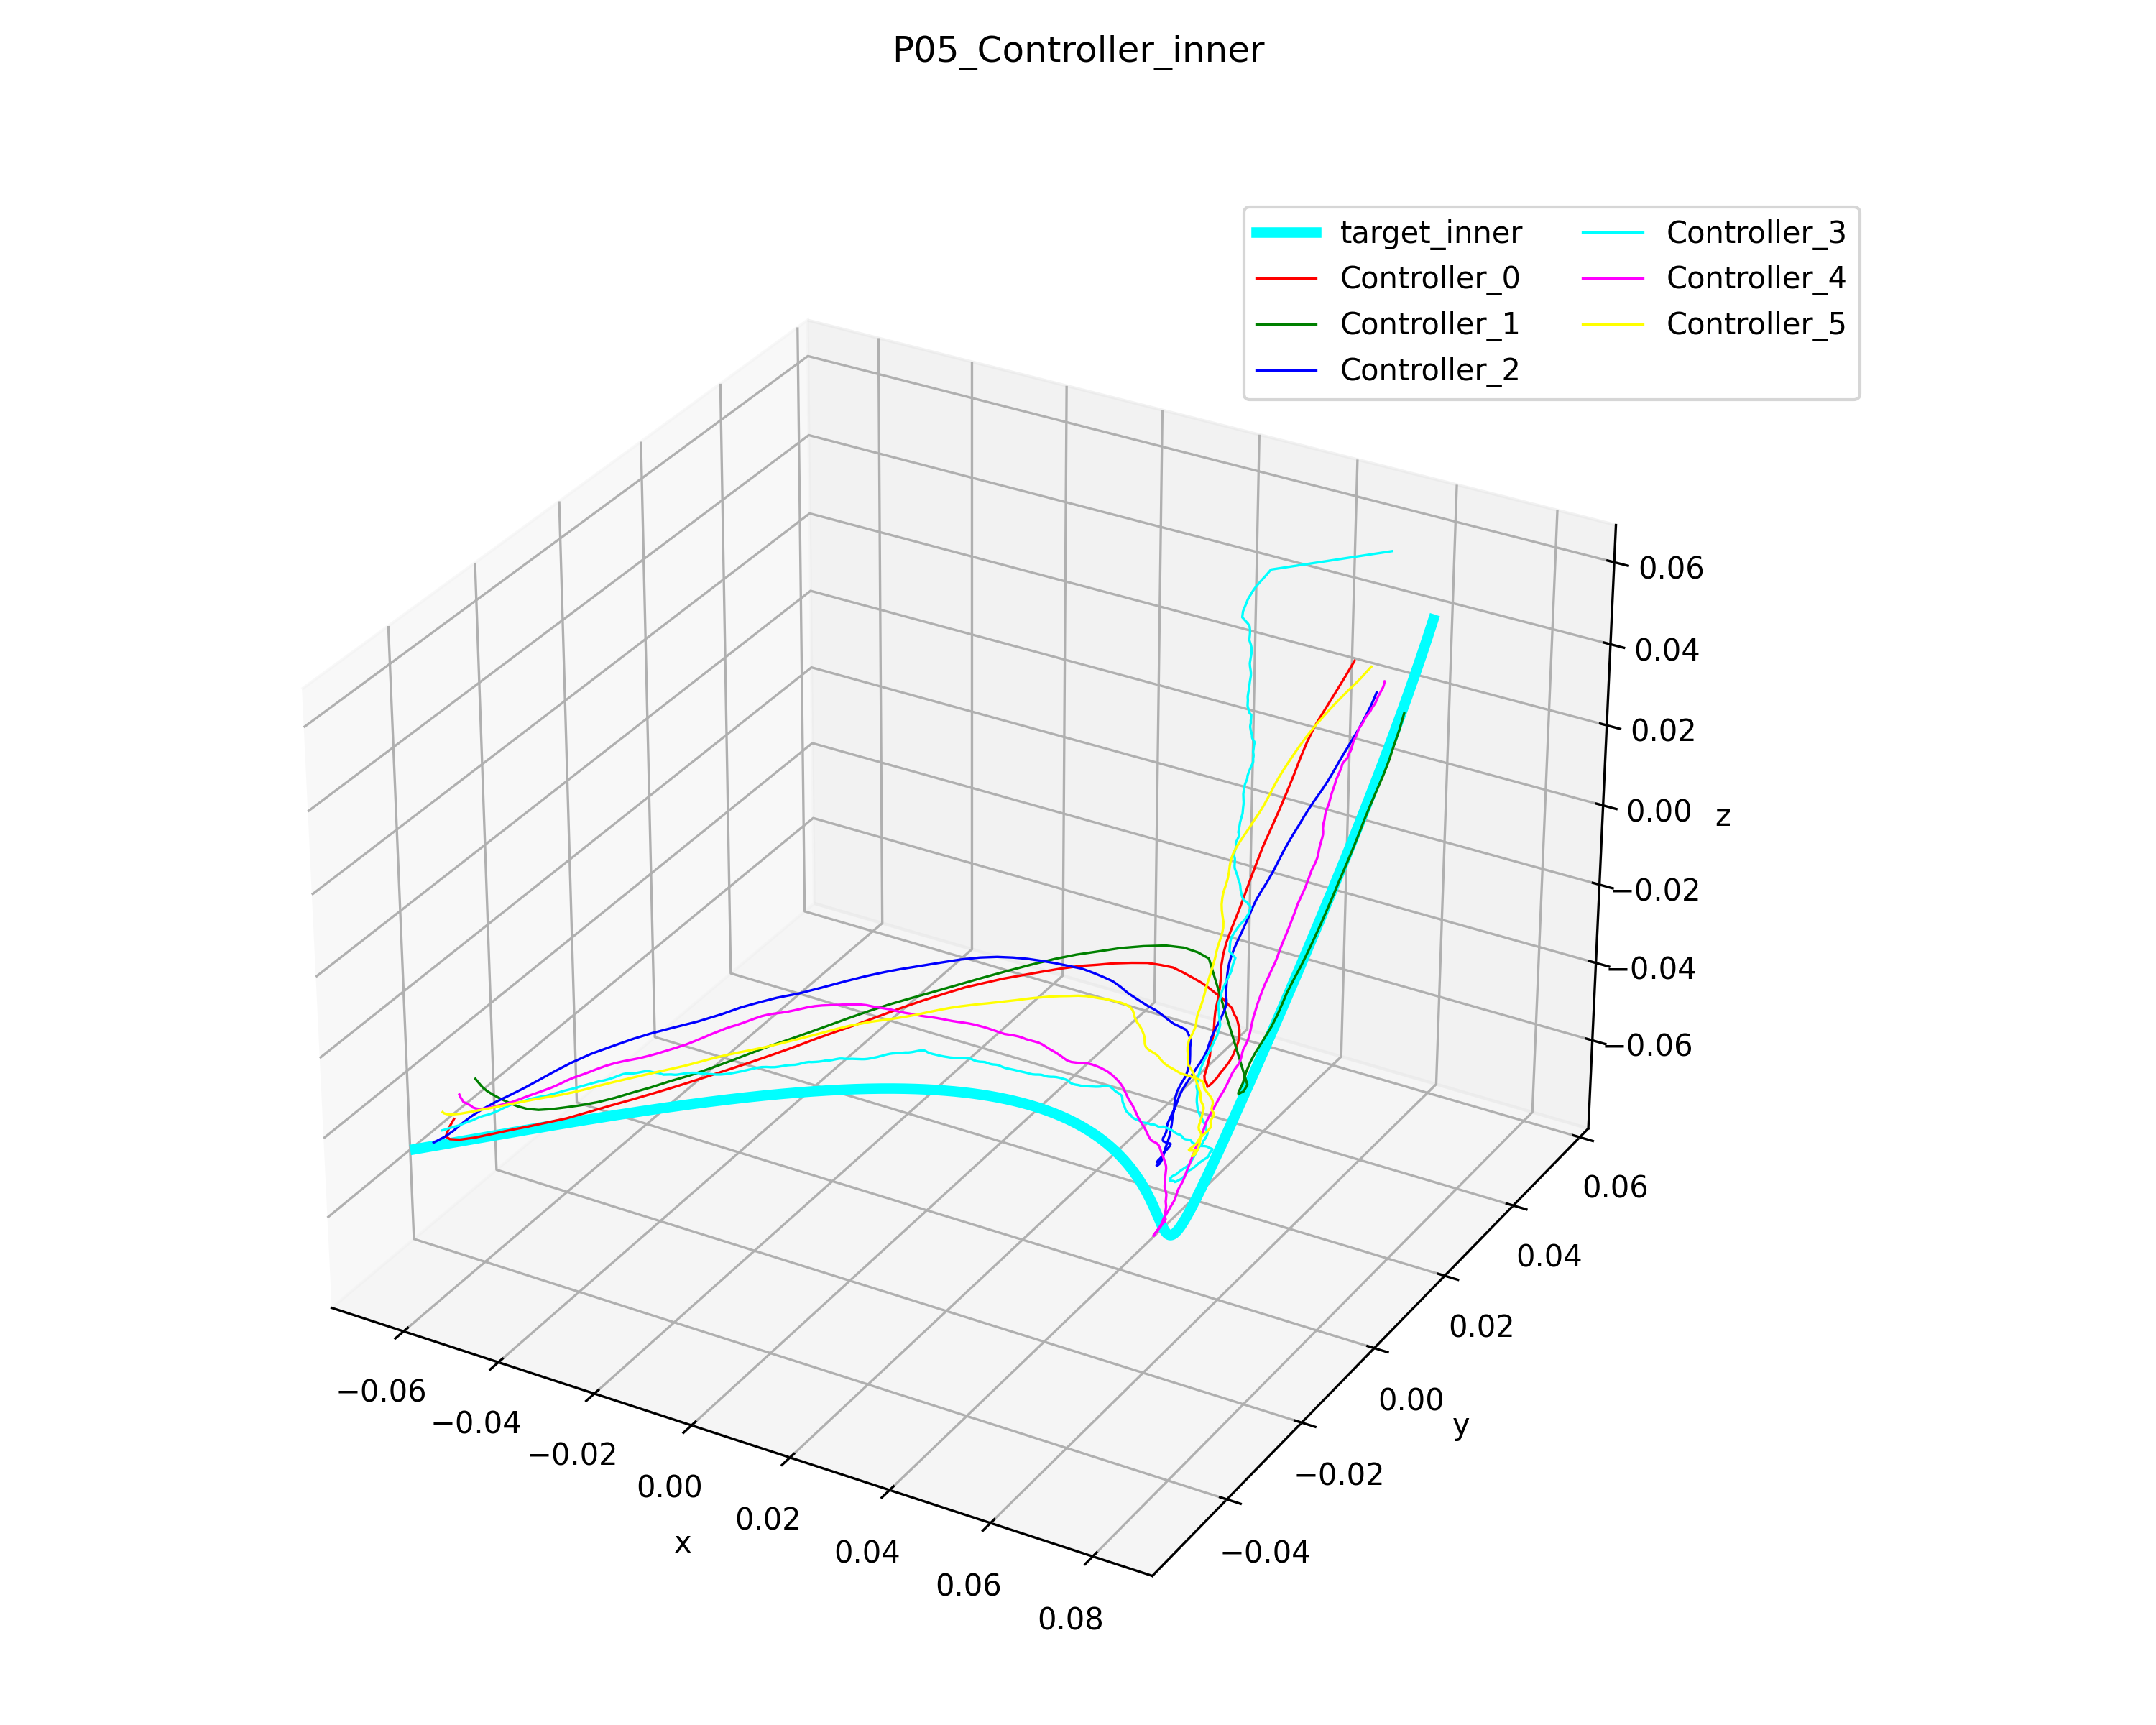 P05_Controller_inner
target_inner
Controller_0
Controller_1
Controller_2
Controller_3
Controller_4
Controller_5
0.06
0.04
0.02
0.00
z
−0.02
−0.04
−0.06
0.06
0.04
0.02
0.00
y
−0.02
−0.04
−0.06
−0.04
−0.02
0.00
x
0.02
0.04
0.06
0.08